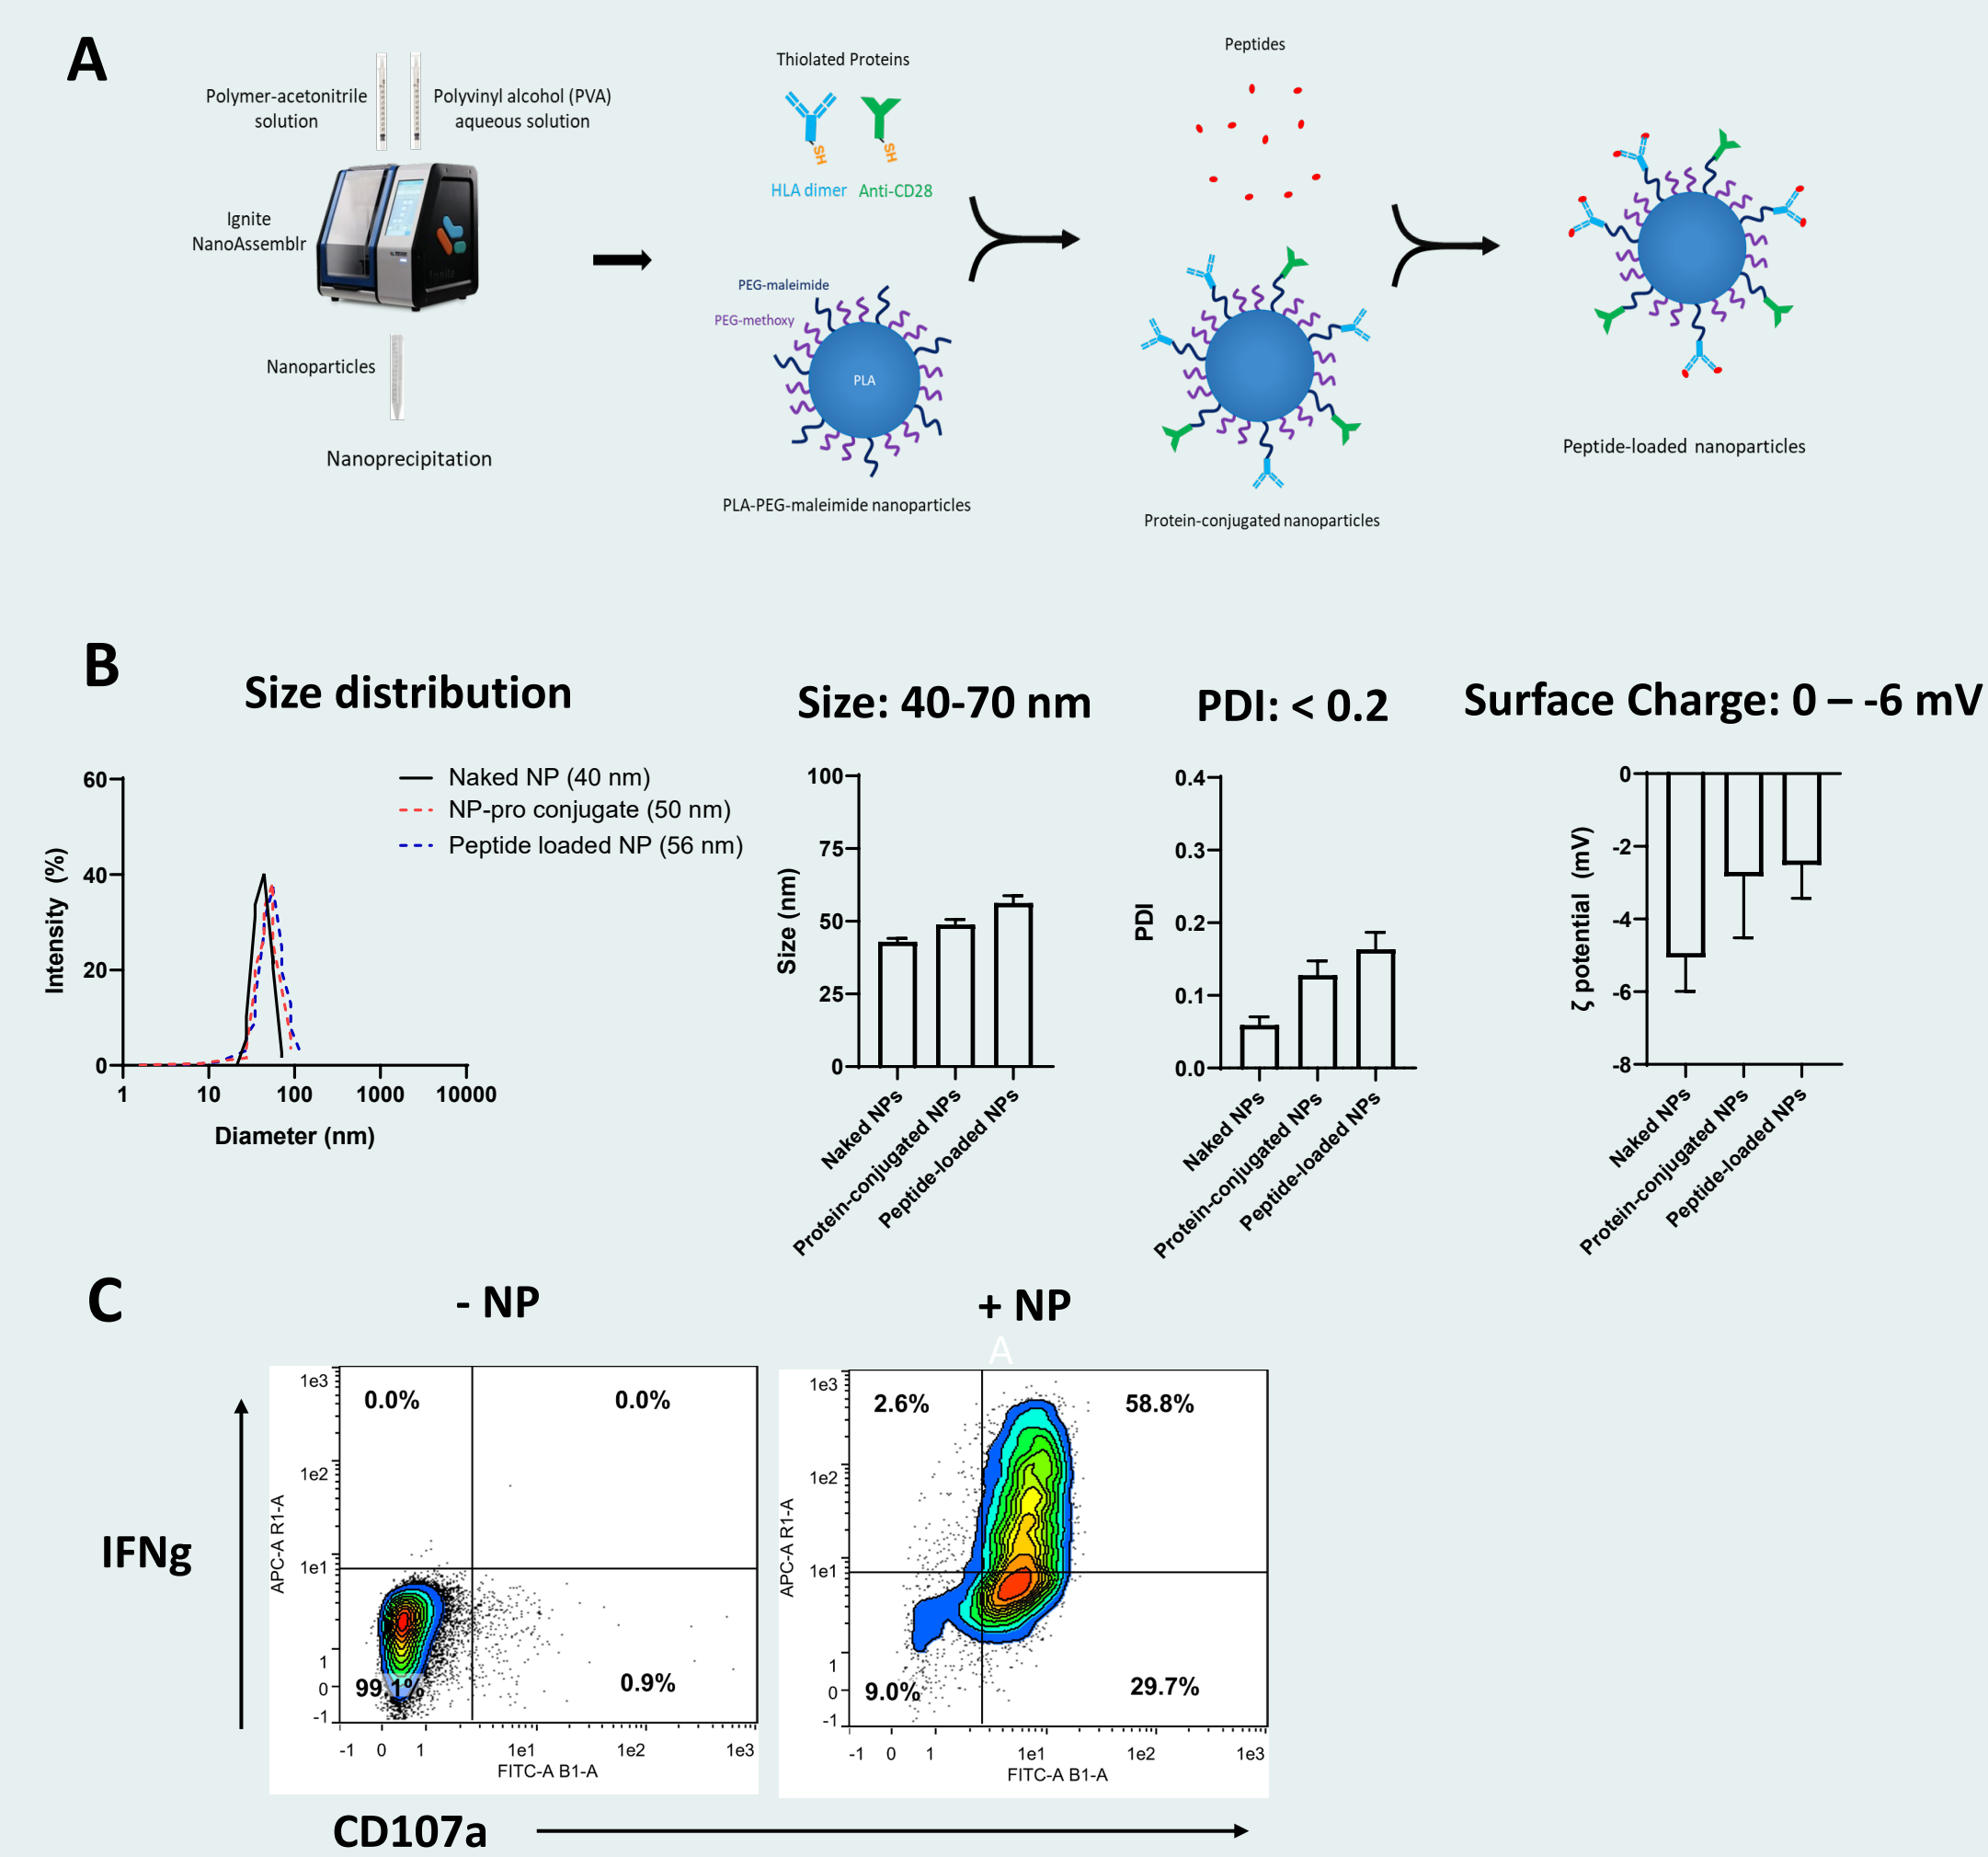 A
Polymer-acetonitrile
solution
Polyvinyl alcohol (PVA)
aqueous solution
Ignite
NanoAssemblr
Nanoparticles
Nanoprecipitation
Thiolated Proteins
SH
SH
HLA dimer
Anti-CD28
PEG-maleimide
PEG-methoxy
PLA
PLA-PEG-maleimide nanoparticles
Peptides
Protein-conjugated nanoparticles
Peptide-loaded nanoparticles
B
Size distribution
60
40
20
0
Intensity (%)
1
10
100
1000
10000
Diameter (nm)
Naked NP (40 nm)
NP-pro conjugate (50 nm)
Peptide loaded NP (56 nm)
Size: 40-70 nm
100
75
50
25
0
Size (nm)
Naked NPs
Protein-conjugated NPs
Peptide-loaded NPs
PDI: < 0.2
0.4
0.3
0.2
0.1
0.0
PDI
Naked NPs
Protein-conjugated NPs
Peptide-loaded NPs
Surface Charge: 0 – -6 mV
0
-2
-4
-6
-8
ζ potential (mV)
Naked NPs
Protein-conjugated NPs
Peptide-loaded NPs
C
- NP
1e3
1e2
1e1
1
0
-1
APC-A R1-A
0.0%
0.0%
99.1%
0.9%
-1
0
1
1e1
1e2
1e3
FITC-A B1-A
+ NP
A
1e3
1e2
1e1
1
0
-1
APC-A R1-A
2.6%
58.8%
9.0%
29.7%
-1
0
1
1e1
1e2
1e3
FITC-A B1-A
IFNg
CD107a